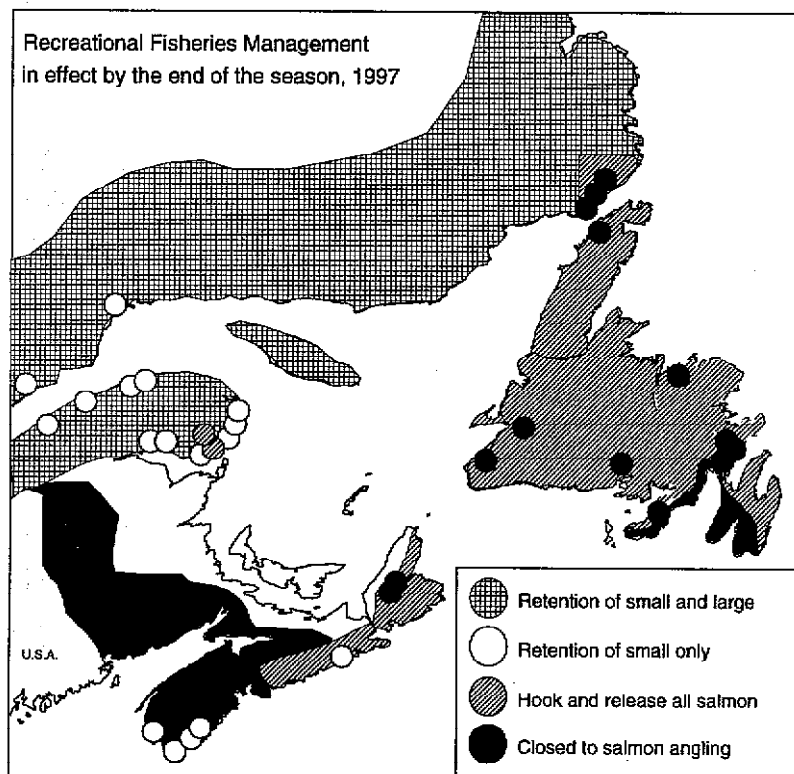 Recreational Fisheries Management
in effect by the end of the season, 1997
U.S.A.
Retention of small and large
Retention of small only
Hook and release all salmon
Closed to salmon angling